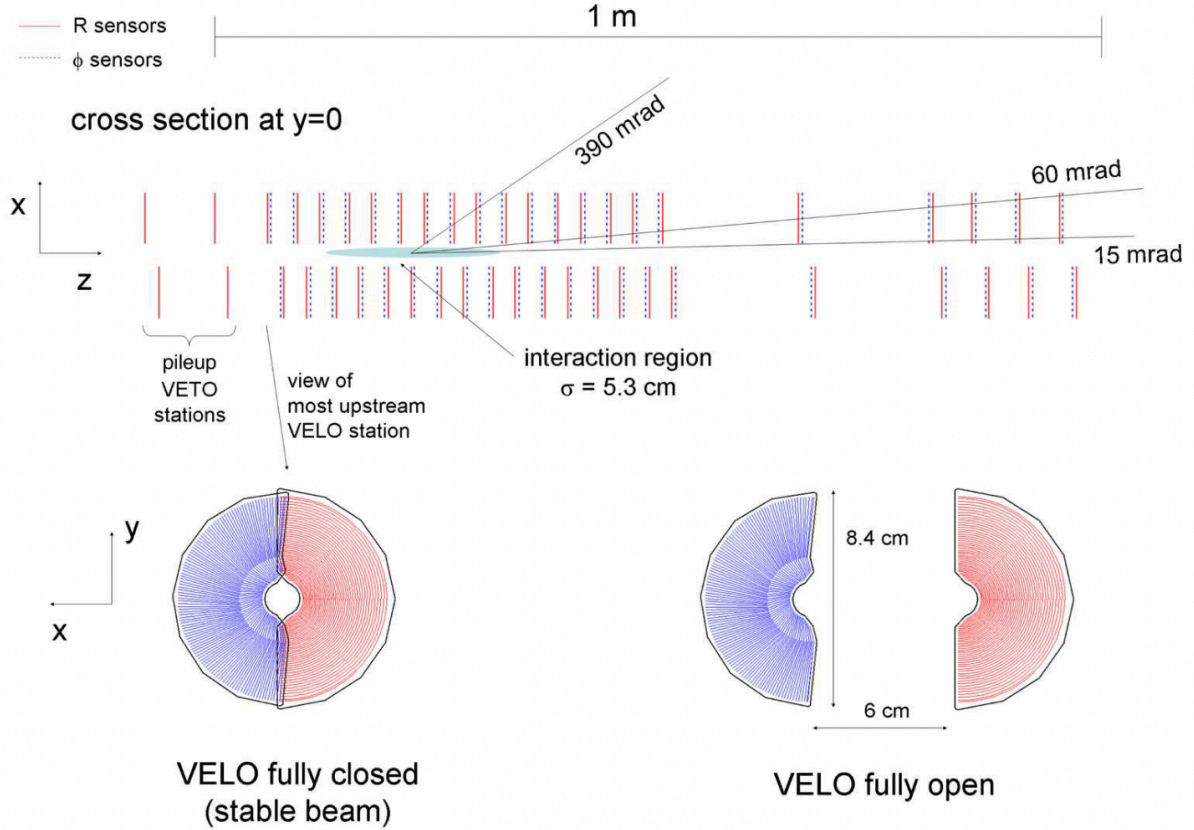 R sensors
ϕ sensors
1 m
cross section at y=0
390 mrad
60 mrad
15 mrad
x
z
pileup
VETO
stations
view of
most upstream
VELO station
interaction region
σ = 5.3 cm
y
x
8.4 cm
6 cm
VELO fully closed
(stable beam)
VELO fully open